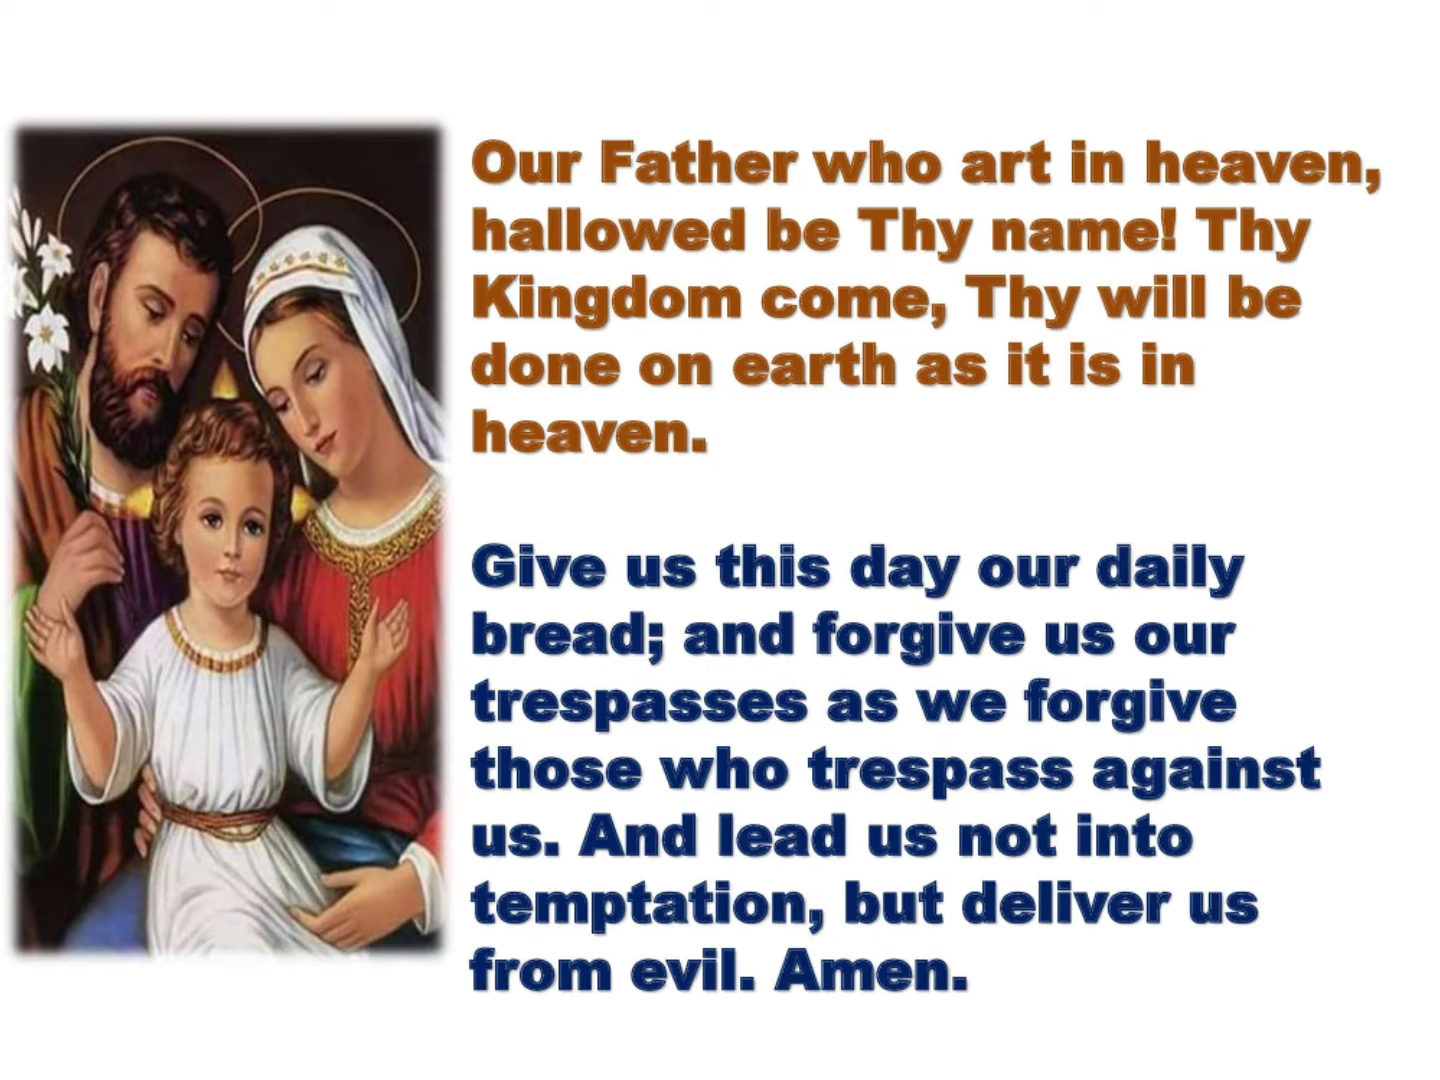 Our Father who art in heaven,
hallowed be Thy name! Thy
Kingdom come, Thy will be
done on earth as it is in
heaven.
Give us this day our daily
bread; and forgive us our
trespasses as we forgive
those who trespass against
us. And lead us not into
temptation, but deliver us
from evil. Amen.